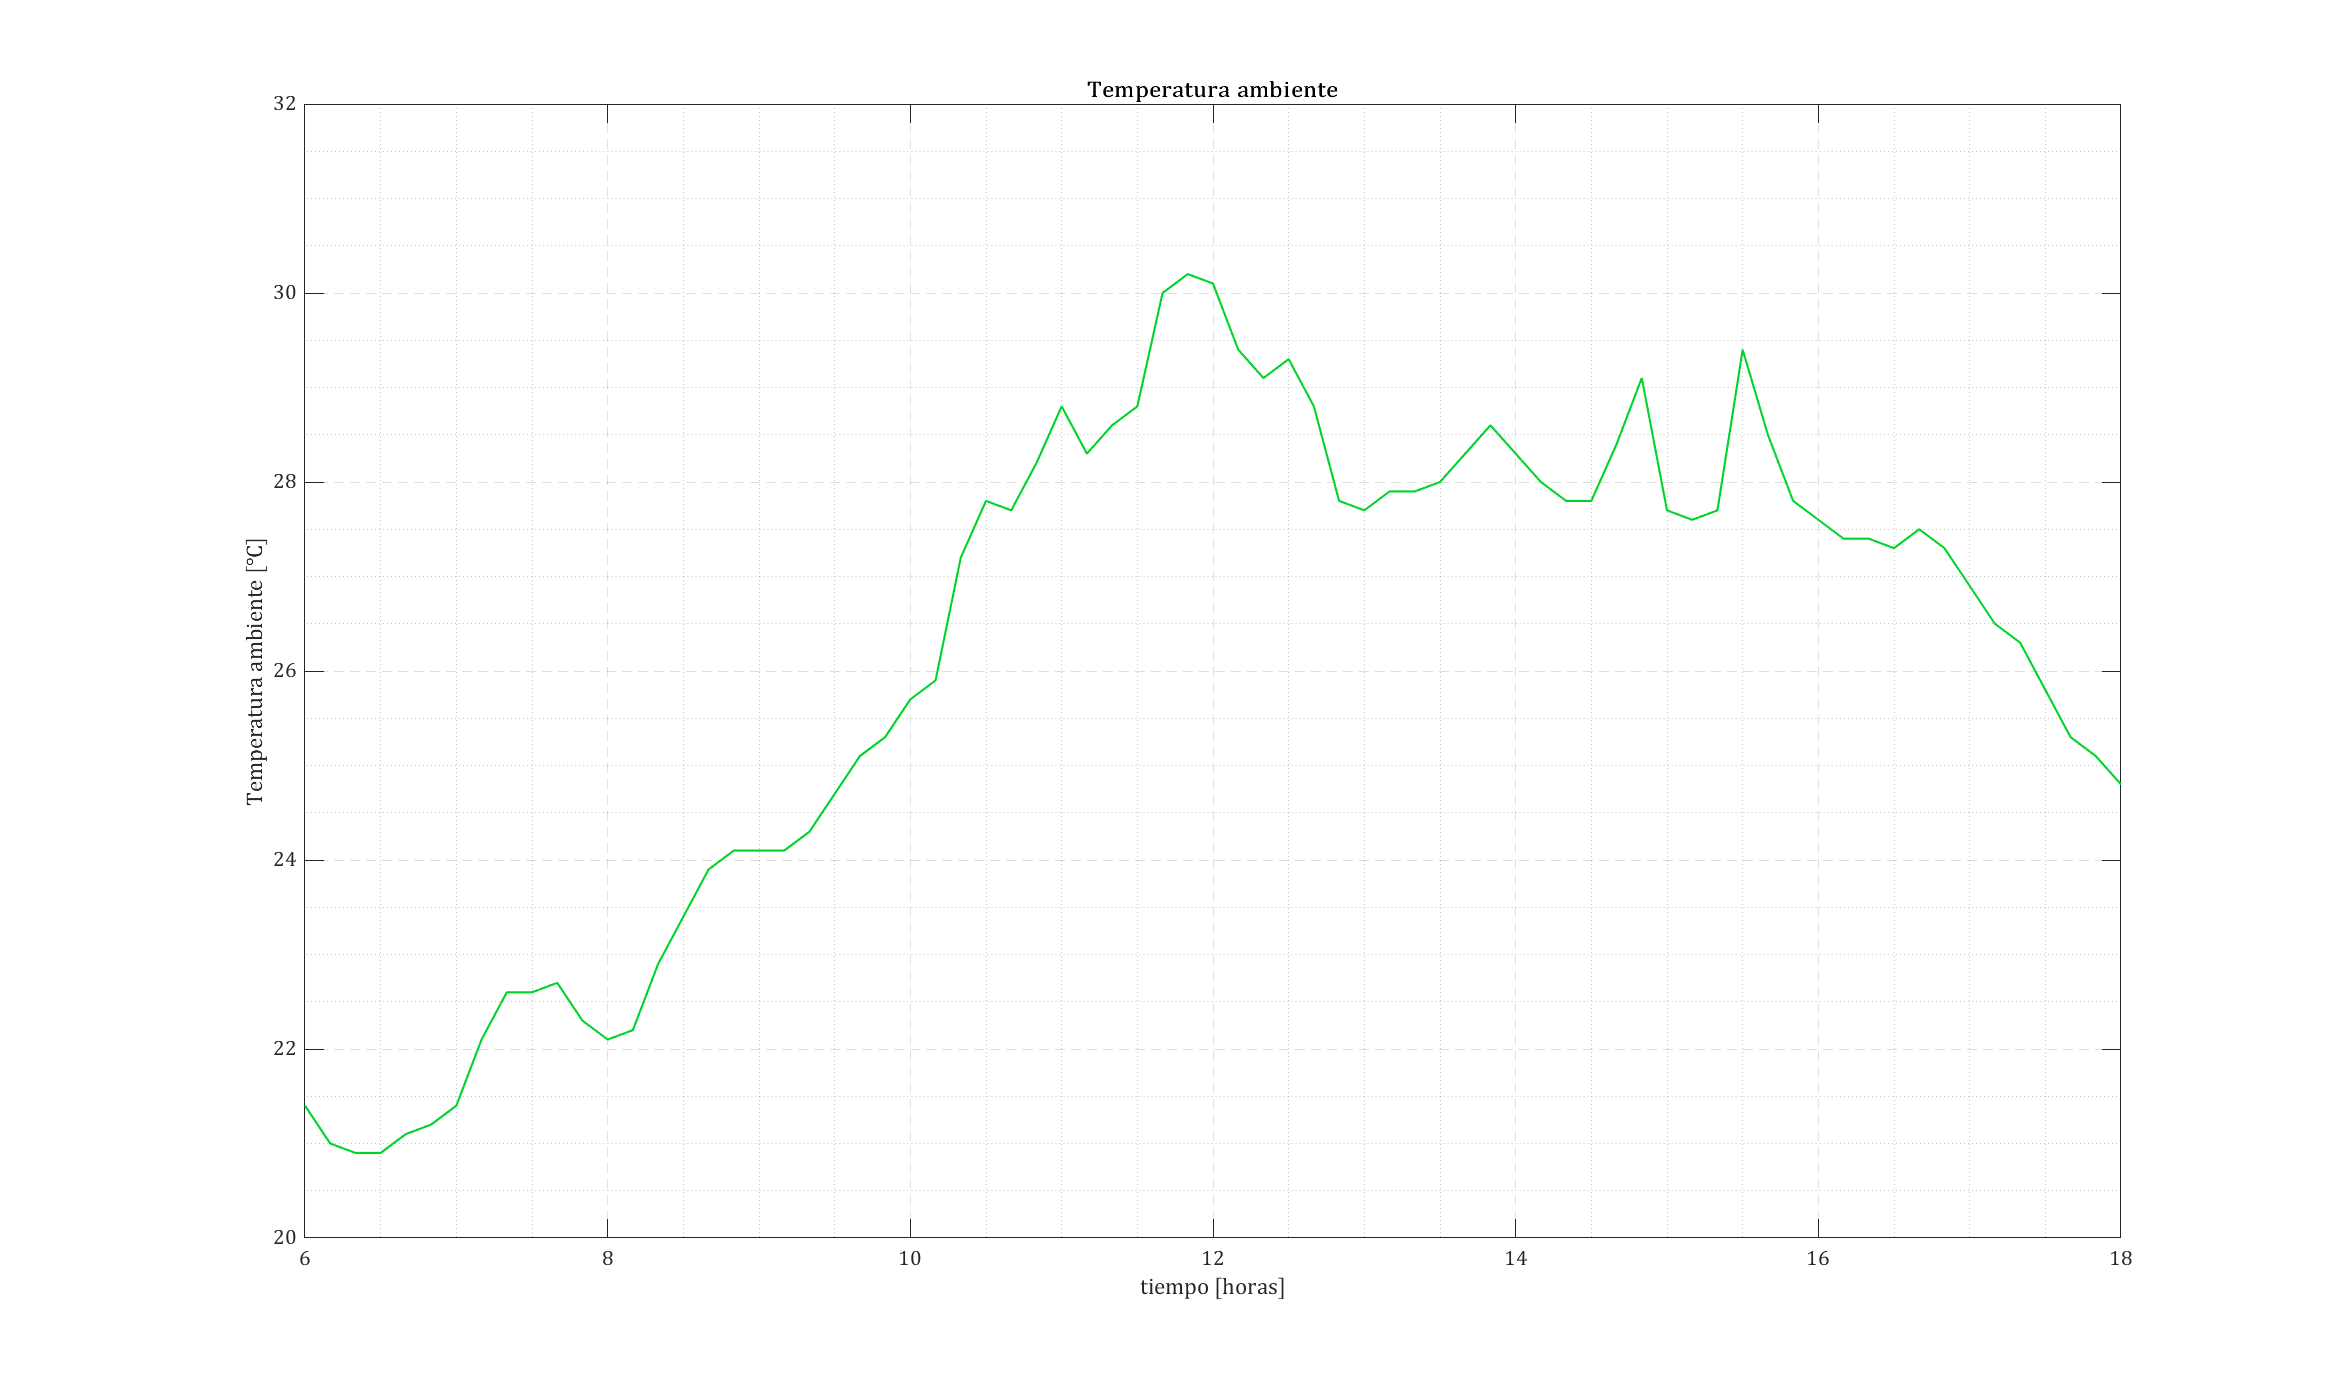 Temperatura ambiente
32
30
28
26
24
22
20
Temperatura ambiente [°C]
6 8 10 12 14 16 18
tiempo [horas]